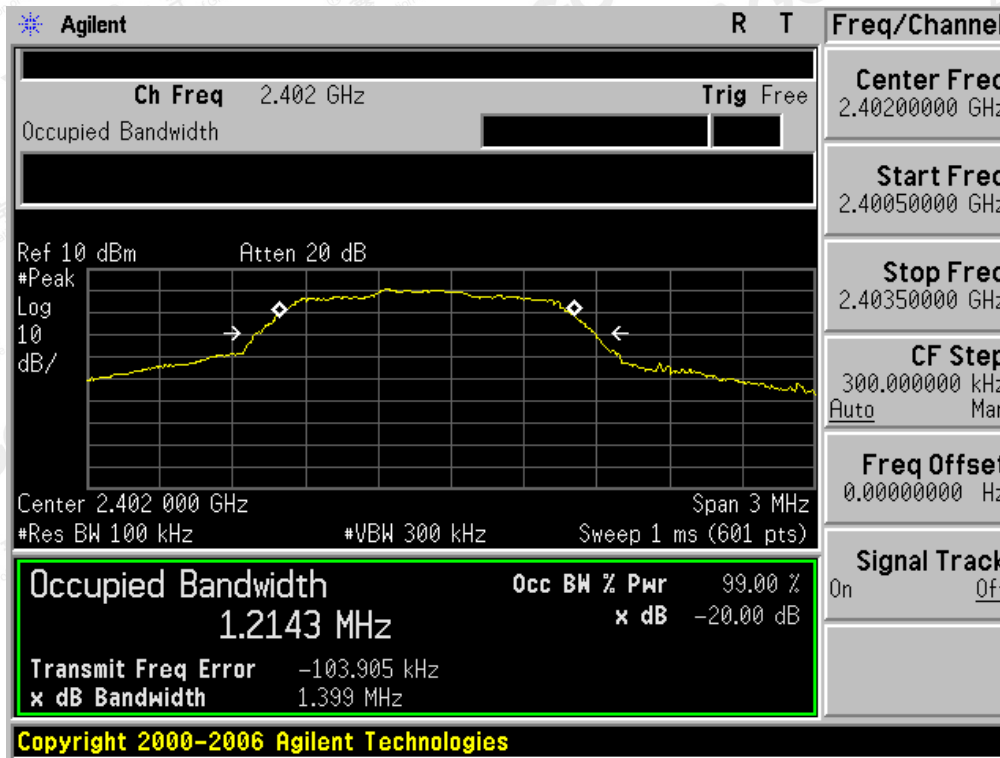 Agilent R T
Freq/Channel
Ch Freq 2.402 GHz Trig Free
Occupied Bandwidth
Center Freq
2.40200000 GHz
Start Freq
2.40050000 GHz
Stop Freq
2.40350000 GHz
CF Step
300.000000 kHz
Auto Man
Freq Offset
0.00000000 Hz
Signal Track
On Off
Ref 10 dBm Atten 20 dB
#Peak
Log
10
dB/
Center 2.402 000 GHz Span 3 MHz
#Res BW 100 kHz #VBW 300 kHz Sweep 1 ms (601 pts)
Occupied Bandwidth Occ BW % Pwr 99.00 %
1.2143 MHz x dB -20.00 dB
Transmit Freq Error -103.905 kHz
x dB Bandwidth 1.399 MHz
Copyright 2000-2006 Agilent Technologies